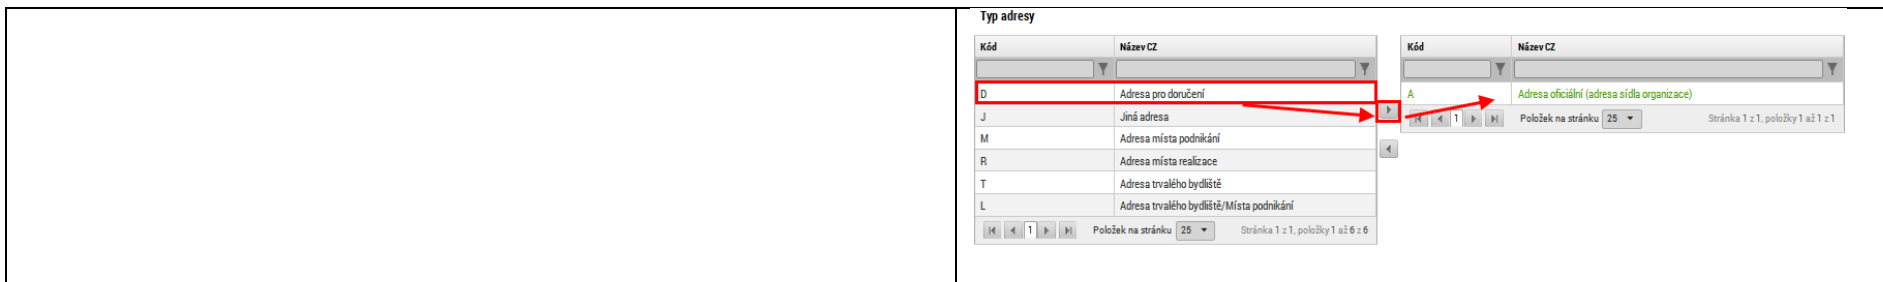 Typ adresy
Kód Název CZ
D Adresa pro doručení
J Jiná adresa
M Adresa místa podnikání
R Adresa místa realizace
T Adresa trvalého bydliště
L Adresa trvalého bydliště/Místa podnikání
1 Položek na stránku 25 Stránka 1 z 1, položky 1 až 6 z 6
Kód Název CZ
A Adresa oficiální (adresa sídla organizace)
1 Položek na stránku 25 Stránka 1 z 1, položky 1 až 1 z 1